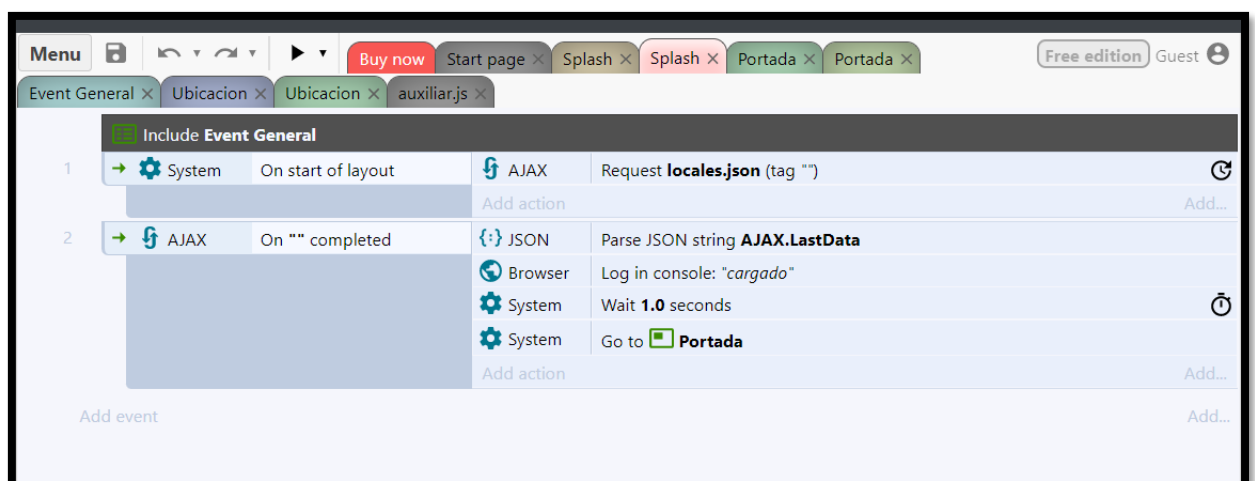 Menu Buy now Start page Splash Splash Portada Portada Free edition Guest
Event General Ubicacion Ubicacion auxiliar.js
Include Event General
1 System On start of layout AJAX Request locales.json (tag "")
Add action Add...
2 AJAX On "" completed {:} JSON Parse JSON string AJAX.LastData
Browser Log in console: "cargado"
System Wait 1.0 seconds
System Go to Portada
Add action Add...
Add event Add...